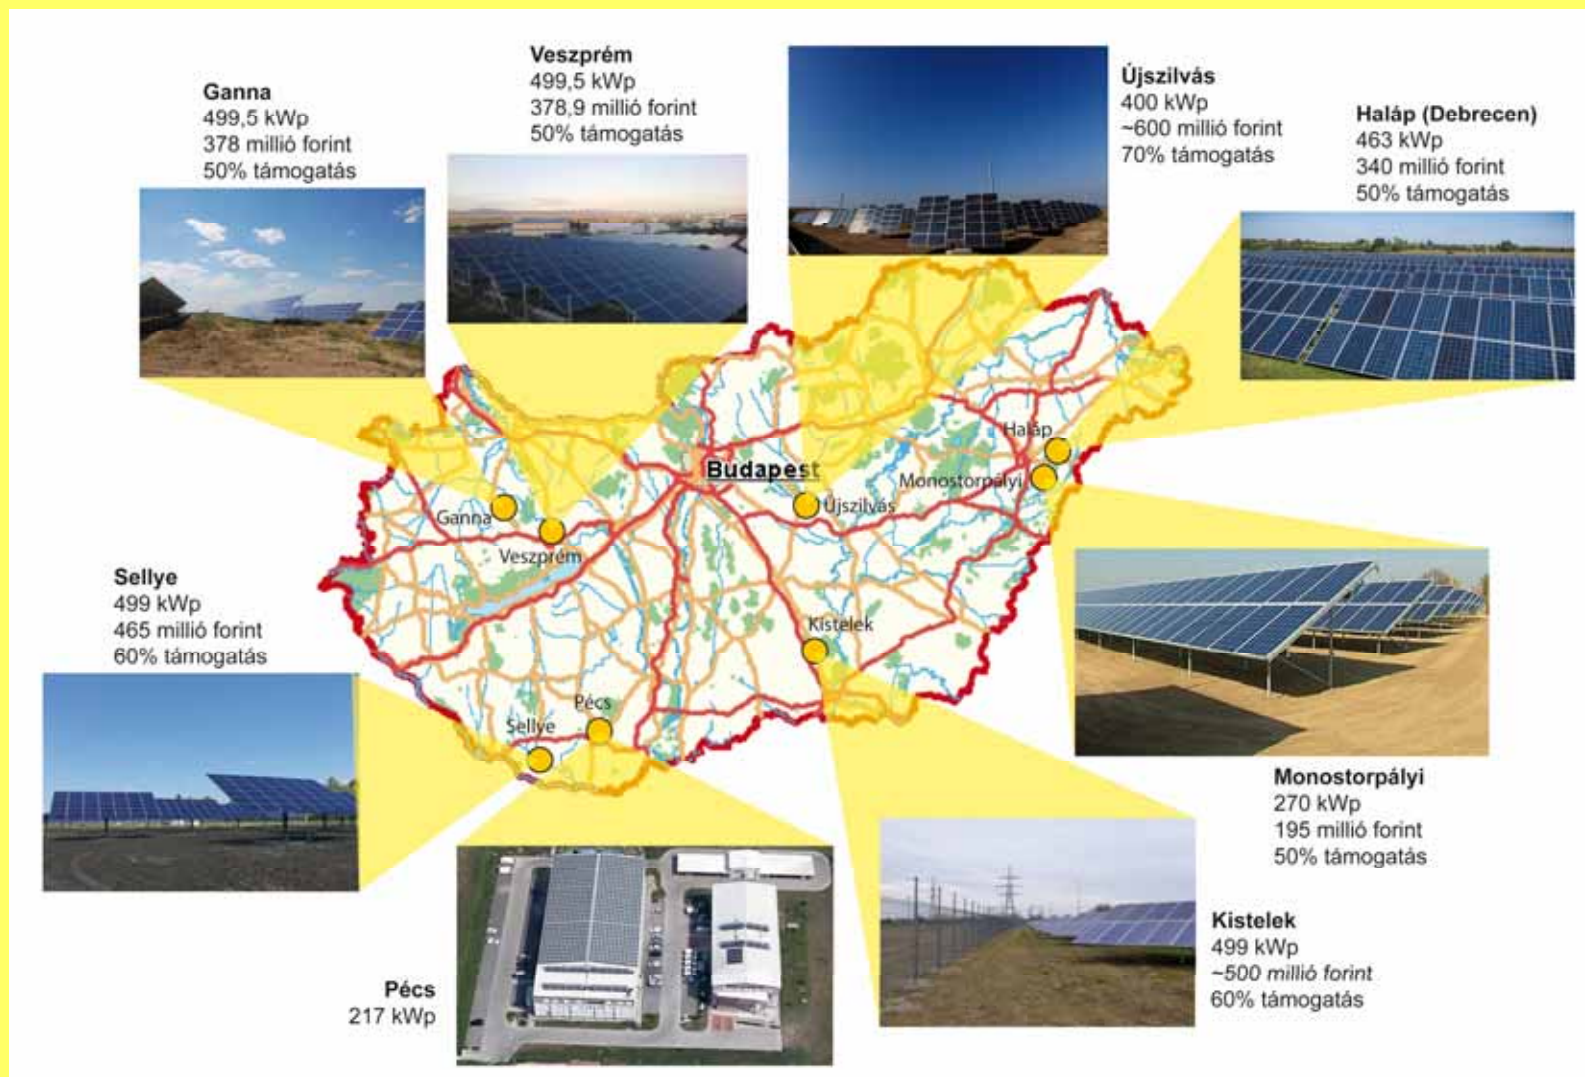 Ganna
499,5 kWp
378 millió forint
50% támogatás
Veszprém
499,5 kWp
378,9 millió forint
50% támogatás
Újszilvás
400 kWp
~600 millió forint
70% támogatás
Haláp (Debrecen)
463 kWp
340 millió forint
50% támogatás
Haláp
Budapest
Monostorpályi
Újszilvás
Ganna
Veszprém
Sellye
499 kWp
465 millió forint
60% támogatás
Kistelek
Pécs
Sellye
Monostorpályi
270 kWp
195 millió forint
50% támogatás
Kistelek
499 kWp
~500 millió forint
60% támogatás
Pécs
217 kWp